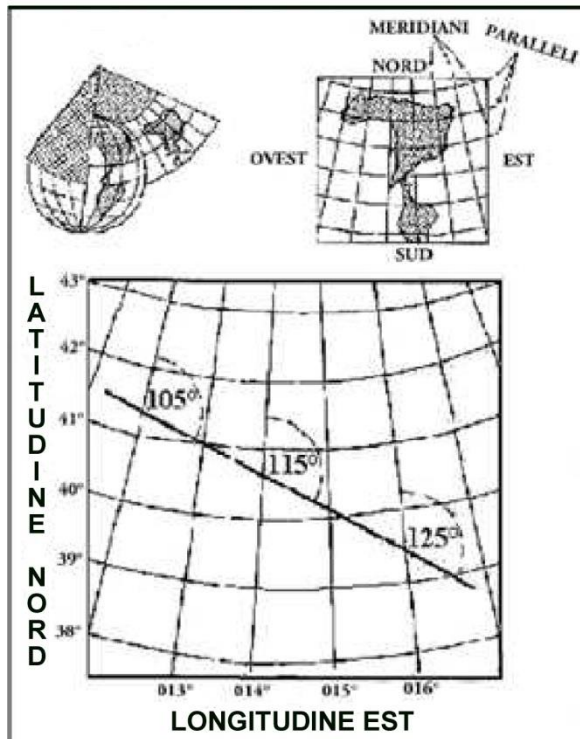 MERIDIANI
PARALLELI
NORD
OVEST
EST
SUD
LATITUDINE NORD
43°
42°
41°
40°
39°
38°
105°
115°
125°
013°
014°
015°
016°
LONGITUDINE EST